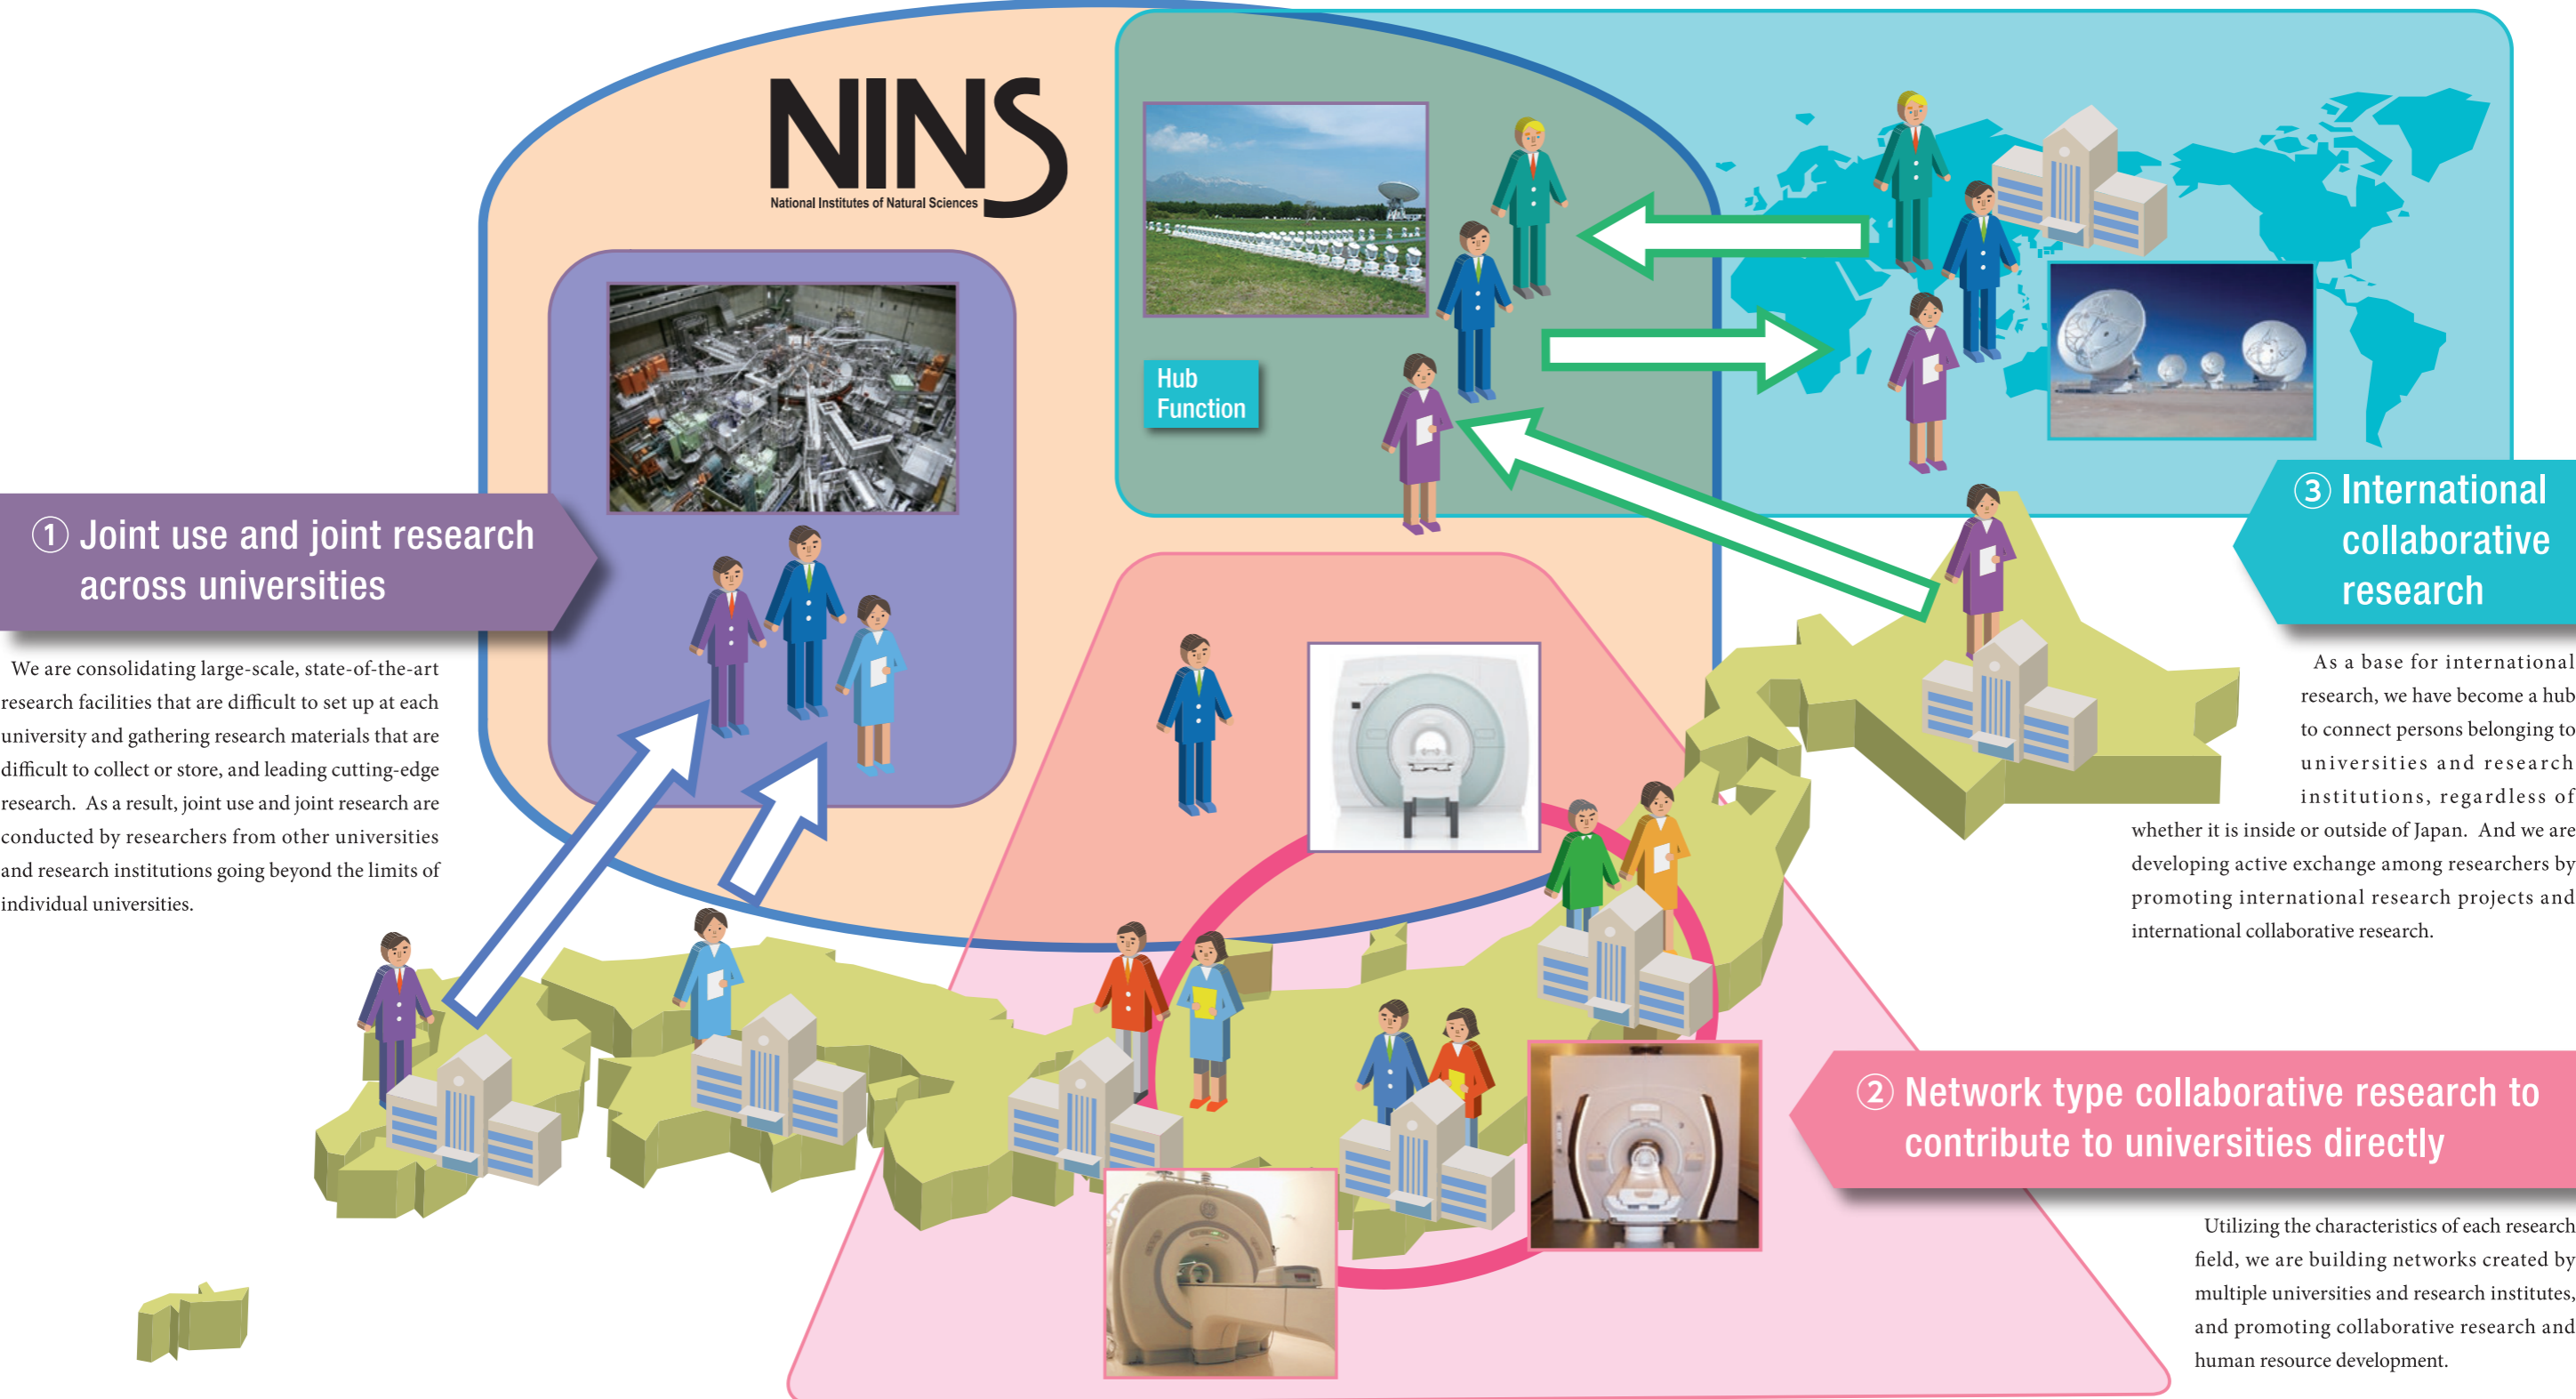 NINS
National Institutes of Natural Sciences
Hub
Function
① Joint use and joint research
across universities
We are consolidating large-scale, state-of-the-art
research facilities that are difficult to set up at each
university and gathering research materials that are
difficult to collect or store, and leading cutting-edge
research. As a result, joint use and joint research are
conducted by researchers from other universities
and research institutions going beyond the limits of
individual universities.
③ International
collaborative
research
As a base for international
research, we have become a hub
to connect persons belonging to
universities and research
institutions, regardless of
whether it is inside or outside of Japan. And we are
developing active exchange among researchers by
promoting international research projects and
international collaborative research.
② Network type collaborative research to
contribute to universities directly
Utilizing the characteristics of each research
field, we are building networks created by
multiple universities and research institutes,
and promoting collaborative research and
human resource development.